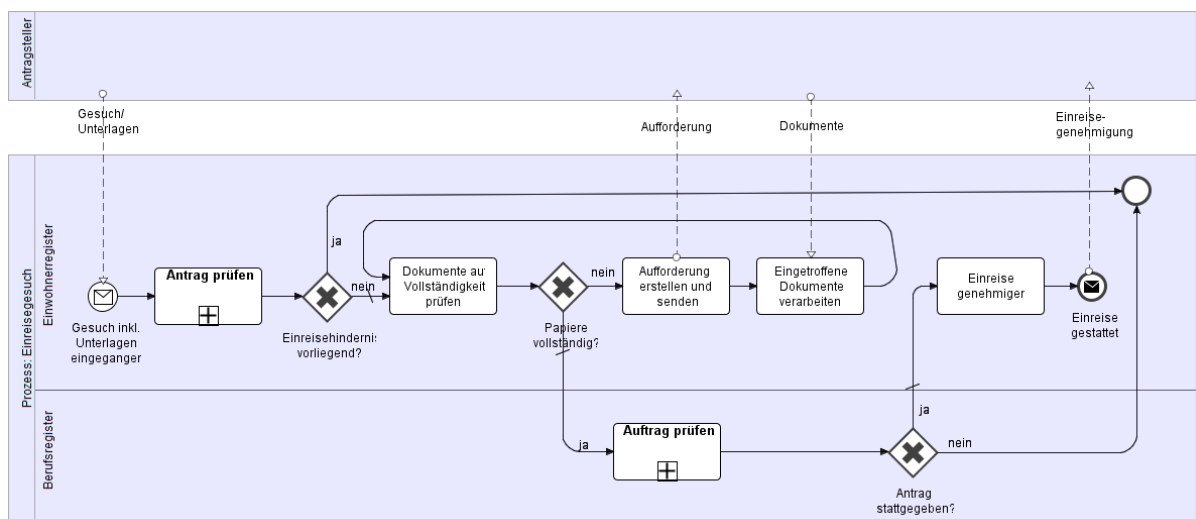 Antragsteller
Gesuch/
Unterlagen
Aufforderung
Dokumente
Einreise-
genehmigung
Prozess: Einreisegesuch
Einwohnerregister
ja
Antrag prüfen
nein
Dokumente auf
Vollständigkeit
prüfen
nein
Aufforderung
erstellen und
senden
Eingetroffene
Dokumente
verarbeiten
Einreise
genehmiger
Gesuch inkl.
Unterlagen
eingeganger
Einreisehindernis
vorliegend?
Papiere
vollständig?
Einreise
gestattet
Berufsregister
ja
Auftrag prüfen
ja
nein
Antrag
stattgegeben?